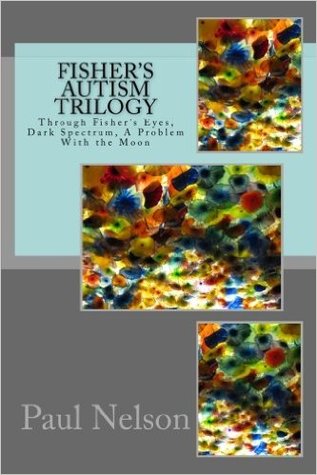 FISHER'S
AUTISM
TRILOGY
Through Fisher's Eyes,
Dark Spectrum, A Problem
With the Moon
Paul Nelson